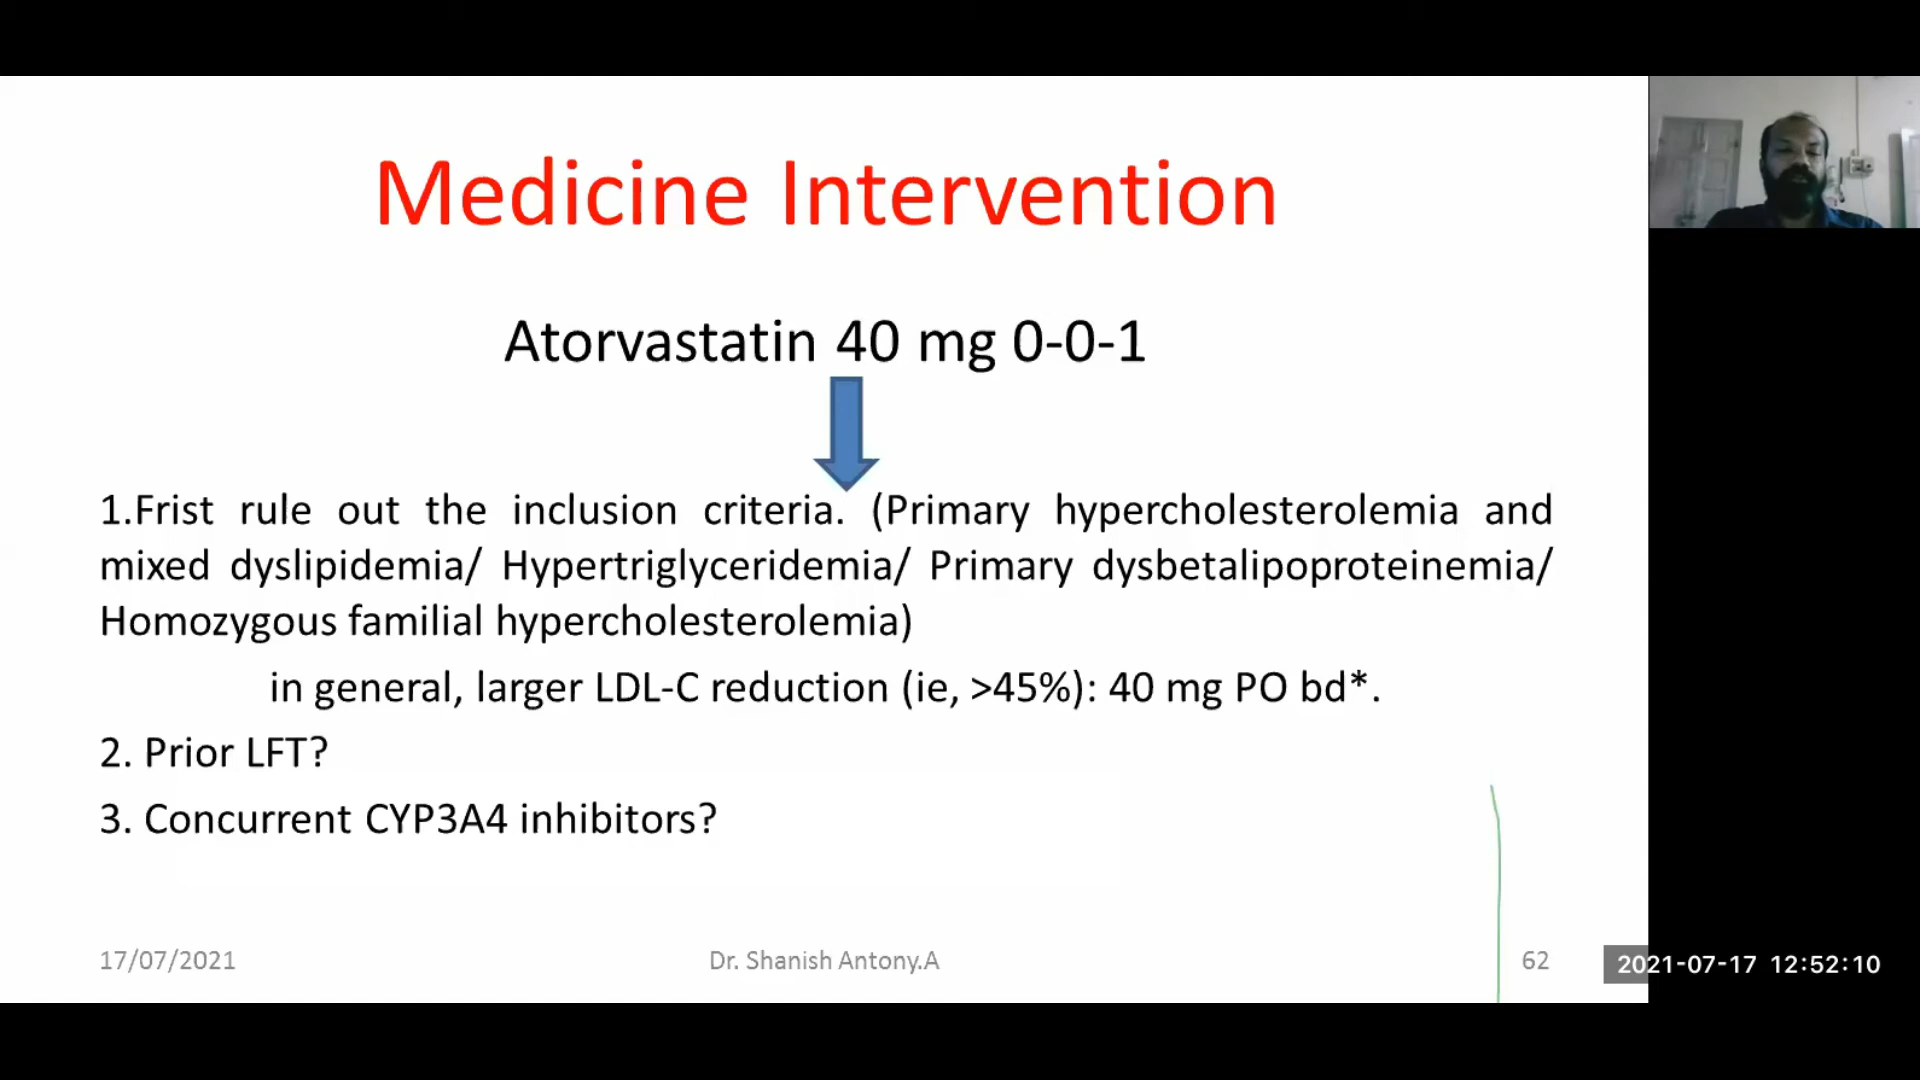 Medicine Intervention
Atorvastatin 40 mg 0-0-1
1.Frist rule out the inclusion criteria. (Primary hypercholesterolemia and
mixed dyslipidemia/ Hypertriglyceridemia/ Primary dysbetalipoproteinemia/
Homozygous familial hypercholesterolemia)
in general, larger LDL-C reduction (ie, >45%): 40 mg PO bd*.
2. Prior LFT?
3. Concurrent CYP3A4 inhibitors?
17/07/2021
Dr. Shanish Antony.A
62
2021-07-17 12:52:10